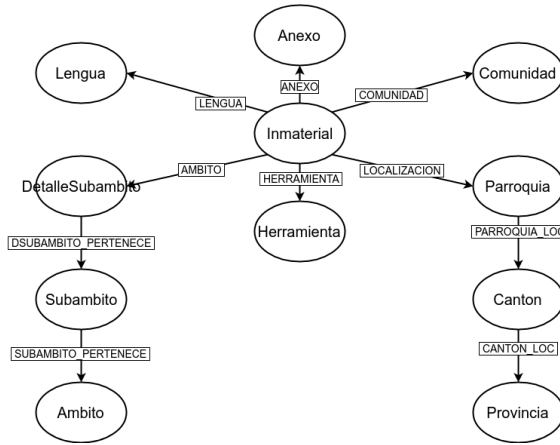 Anexo
Lengua
Comunidad
ANEXO
LENGUA
COMUNIDAD
Inmaterial
AMBITO
HERRAMIENTA
LOCALIZACION
DetalleSubambito
Parroquia
Herramienta
DSUBAMBITO_PERTENECE
PARROQUIA_LOC
Subambito
Canton
SUBAMBITO_PERTENECE
CANTON_LOC
Ambito
Provincia